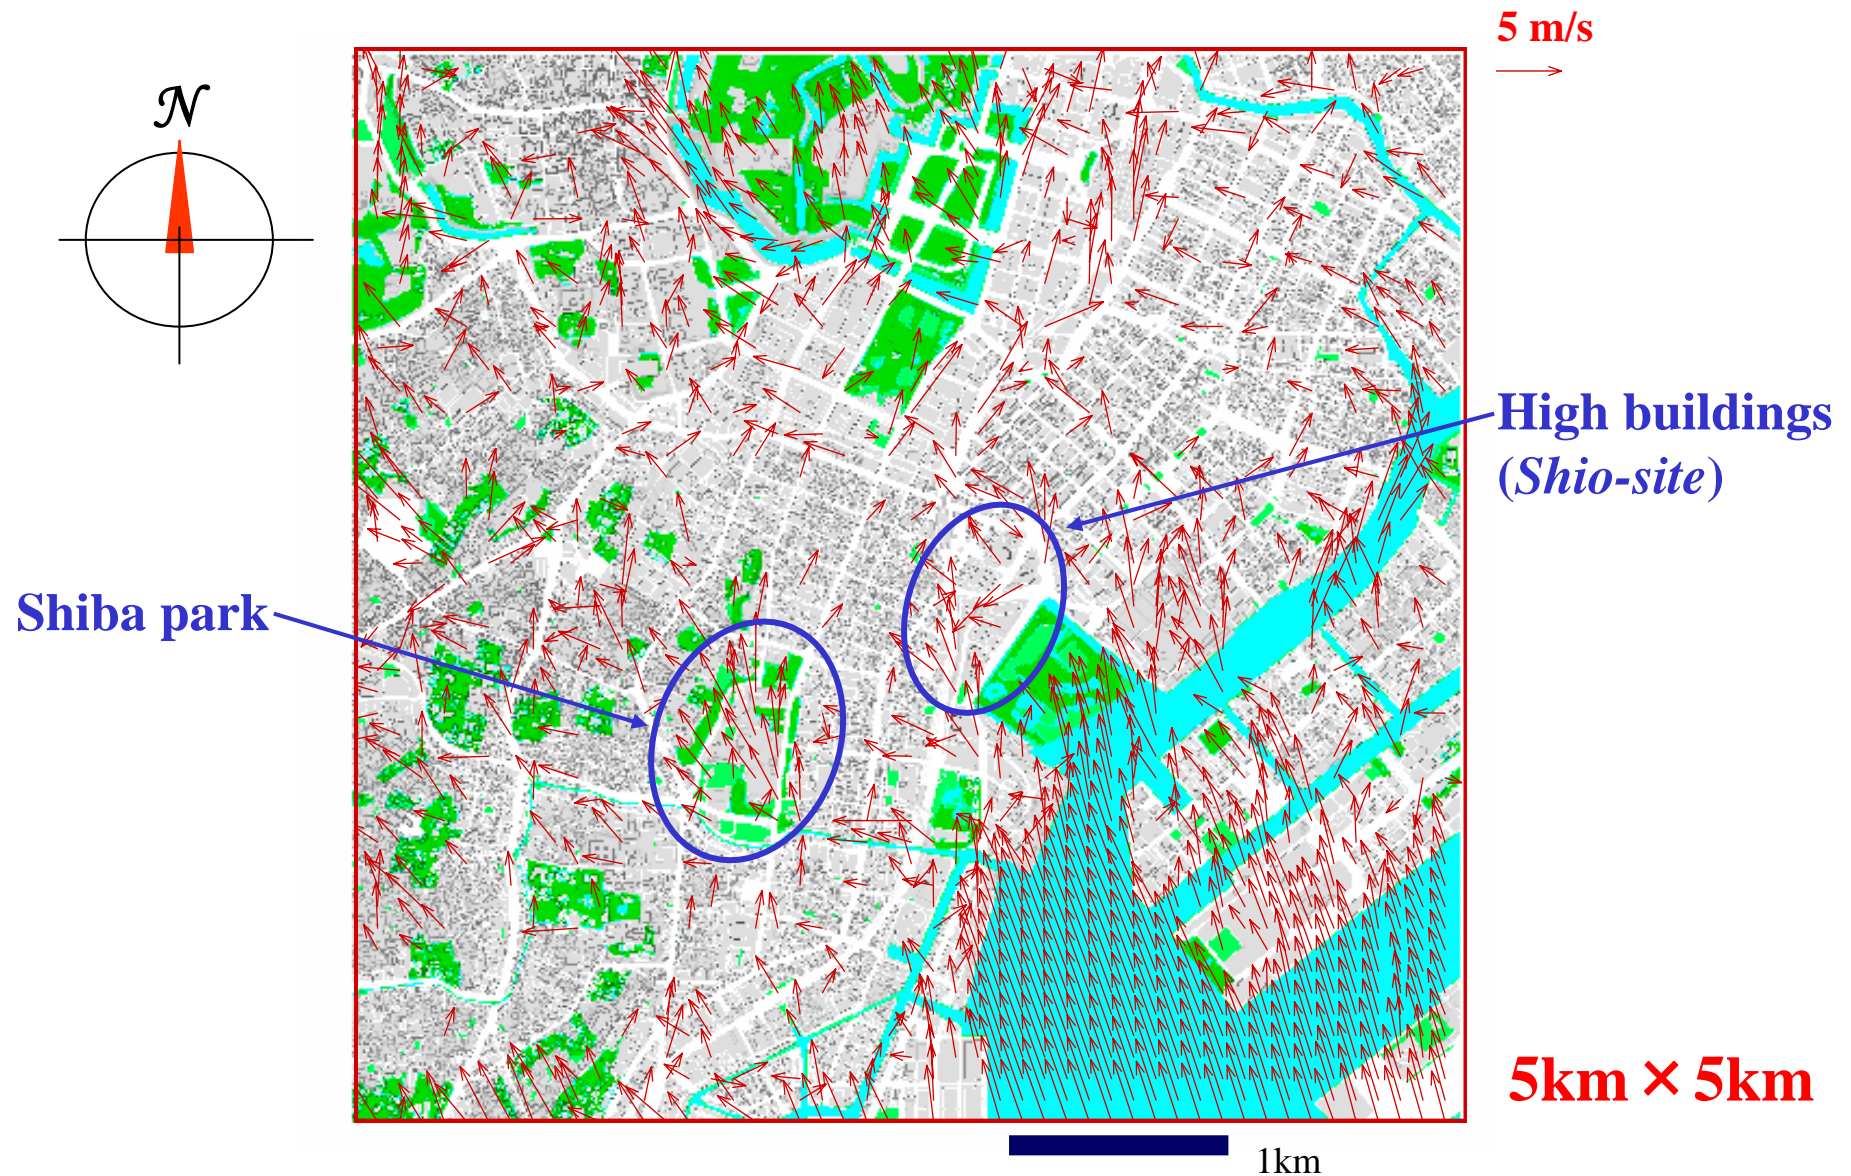 5 m/s
N
High buildings
(Shio-site)
Shiba park
5km × 5km
1km